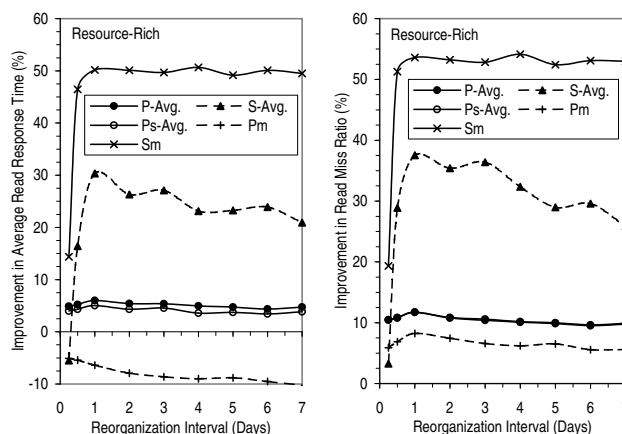 60
50
40
30
20
10
0
-10
0 1 2 3 4 5 6 7
Improvement in Average Read Response Time (%)
Reorganization Interval (Days)
Resource-Rich
P-Avg. S-Avg.
Ps-Avg. Pm
Sm
60
50
40
30
20
10
0
0 1 2 3 4 5 6 7
Improvement in Read Miss Ratio (%)
Reorganization Interval (Days)
Resource-Rich
P-Avg. S-Avg.
Ps-Avg. Pm
Sm